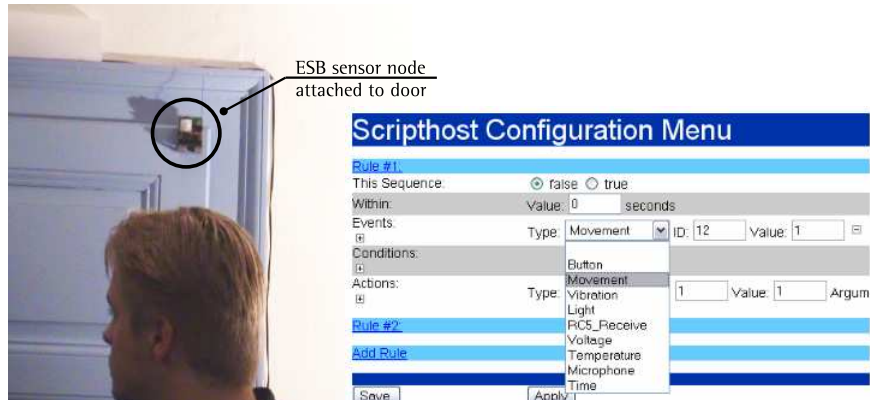 ESB sensor node
attached to door
Scripthost Configuration Menu
Rule #1:
This Sequence: false true
Within: Value: 0 seconds
Events: Type: Movement ID: 12 Value: 1
Conditions:
Button
Movement
Actions: Type: Vibration 1 Value: 1 Argum
Light
Rule #2: RC5_Receive
Voltage
Add Rule Temperature
Microphone
Time
Save Apply